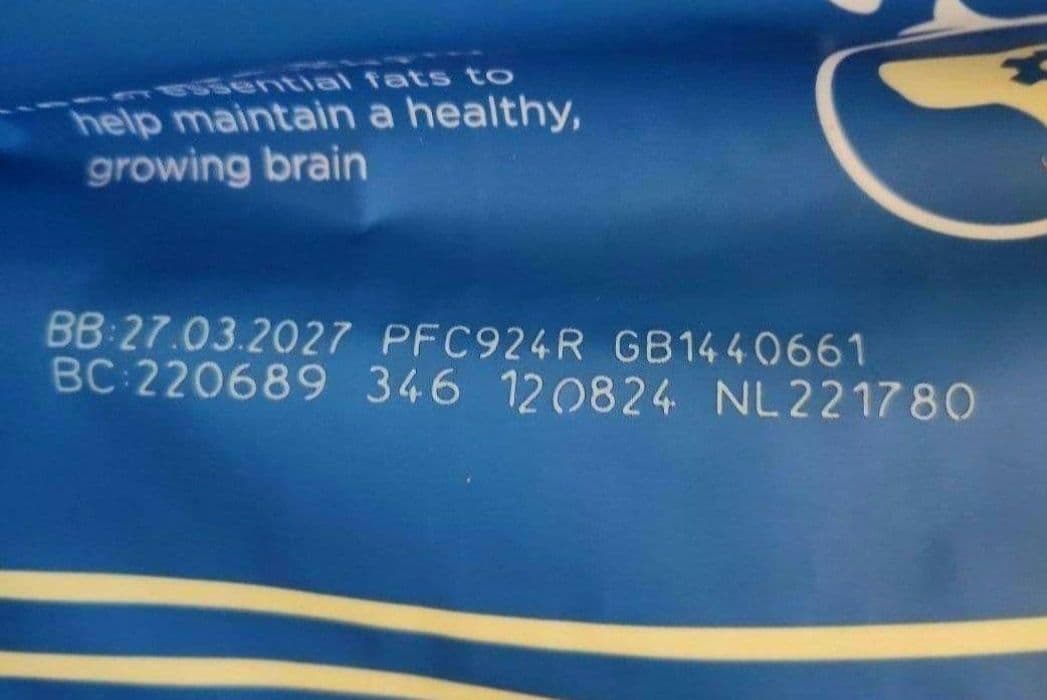 essential fats to
help maintain a healthy,
growing brain
BB:27.03.2027 PFC924R GB1440661
BC:220689 346 120824 NL221780